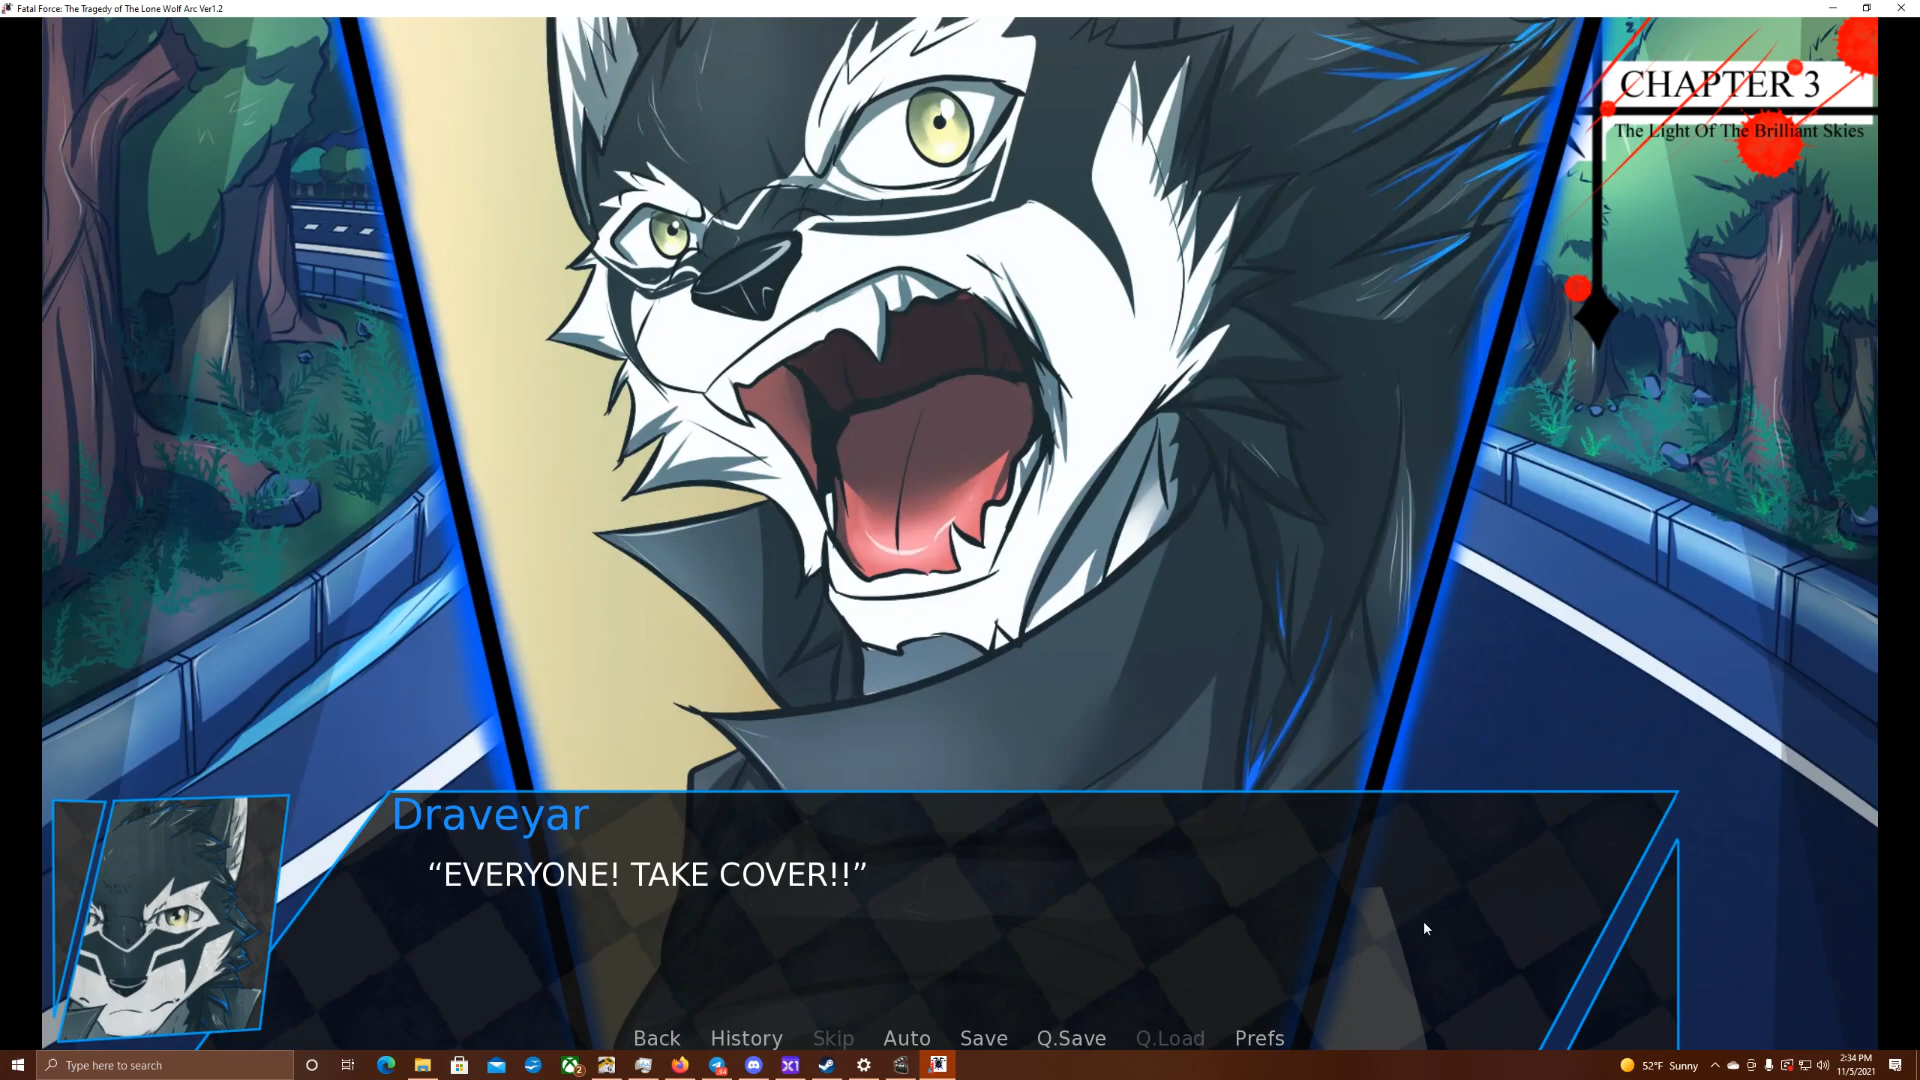 Fatal Force: The Tragedy of The Lone Wolf Arc Ver1.2
CHAPTER 3
The Light Of The Brilliant Skies
Draveyar
“EVERYONE! TAKE COVER!!”
Back History Skip Auto Save Q.Save Q.Load Prefs
Type here to search
52°F Sunny
2:34 PM
11/5/2021